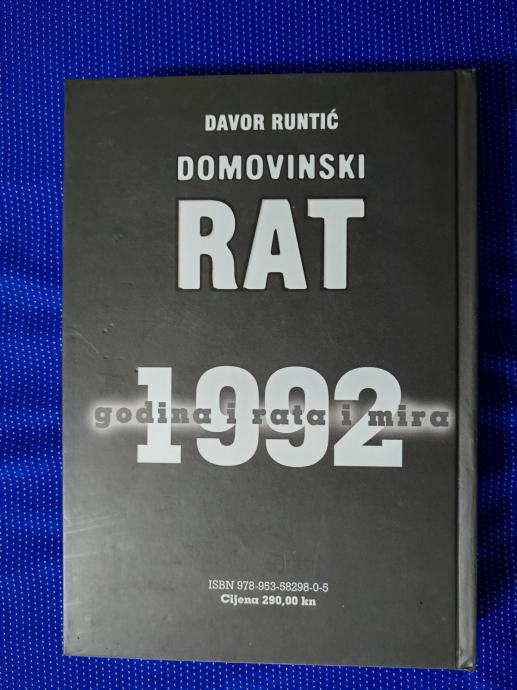 DAVOR RUNTIĆ
DOMOVINSKI
RAT
1992
godina i rata i mira
ISBN 978-953-58298-0-5
Cijena 290,00 kn